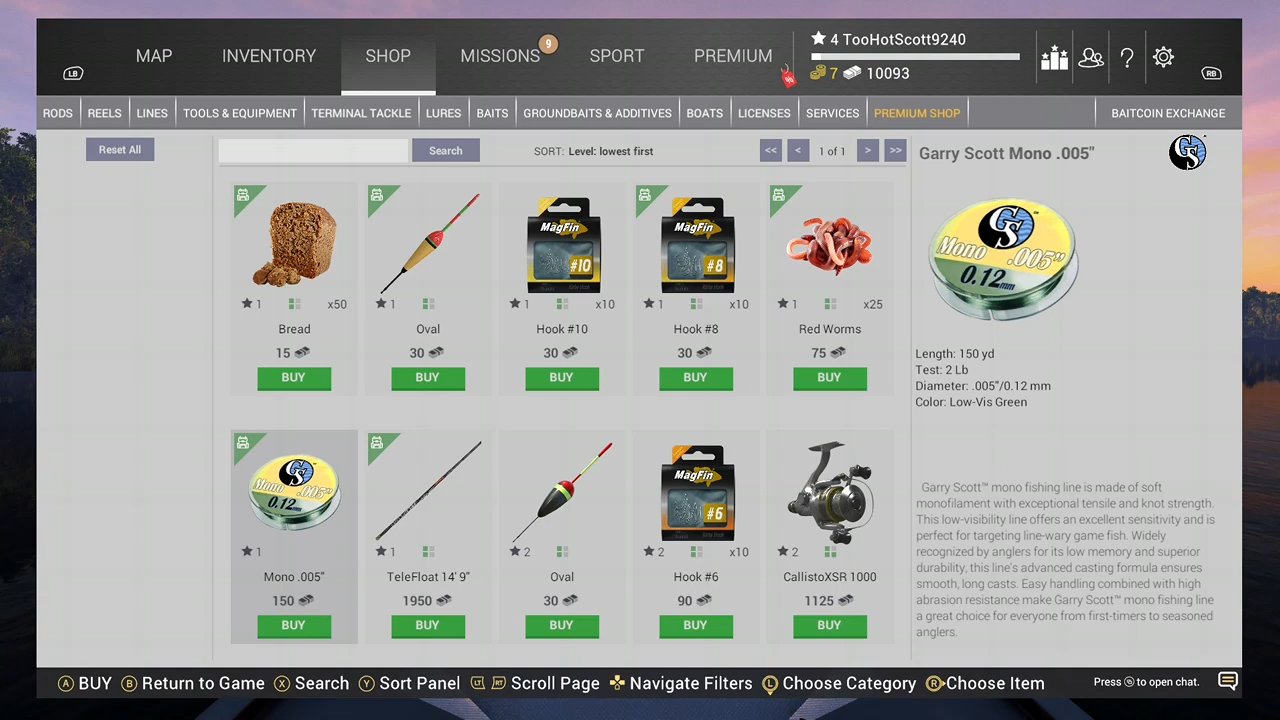 MAP INVENTORY SHOP MISSIONS 9 SPORT PREMIUM
4 TooHotScott9240
7 10093
LB
RB
RODS REELS LINES TOOLS & EQUIPMENT TERMINAL TACKLE LURES BAITS GROUNDBAITS & ADDITIVES BOATS LICENSES SERVICES PREMIUM SHOP BAITCOIN EXCHANGE
Reset All
Search
SORT: Level: lowest first
<< < 1 of 1 > >>
1 x50
Bread
15
BUY
1
Oval
30
BUY
MagFin
#10
1 x10
Hook #10
30
BUY
MagFin
#8
1 x10
Hook #8
30
BUY
1 x25
Red Worms
75
BUY
GS
Mono .005"
0.12mm
1
Mono .005"
150
BUY
1
TeleFloat 14' 9"
1950
BUY
2
Oval
30
BUY
MagFin
#6
2 x10
Hook #6
90
BUY
2
CallistoXSR 1000
1125
BUY
Garry Scott Mono .005"
GS
GS
Mono .005"
0.12mm
Length: 150 yd
Test: 2 Lb
Diameter: .005"/0.12 mm
Color: Low-Vis Green
Garry Scott™ mono fishing line is made of soft
monofilament with exceptional tensile and knot strength.
This low-visibility line offers an excellent sensitivity and is
perfect for targeting line-wary game fish. Widely
recognized by anglers for its low memory and superior
durability, this line's advanced casting formula ensures
smooth, long casts. Easy handling combined with high
abrasion resistance make Garry Scott™ mono fishing line
a great choice for everyone from first-timers to seasoned
anglers.
A BUY B Return to Game X Search Y Sort Panel LT RT Scroll Page Navigate Filters L Choose Category R Choose Item
Press to open chat.